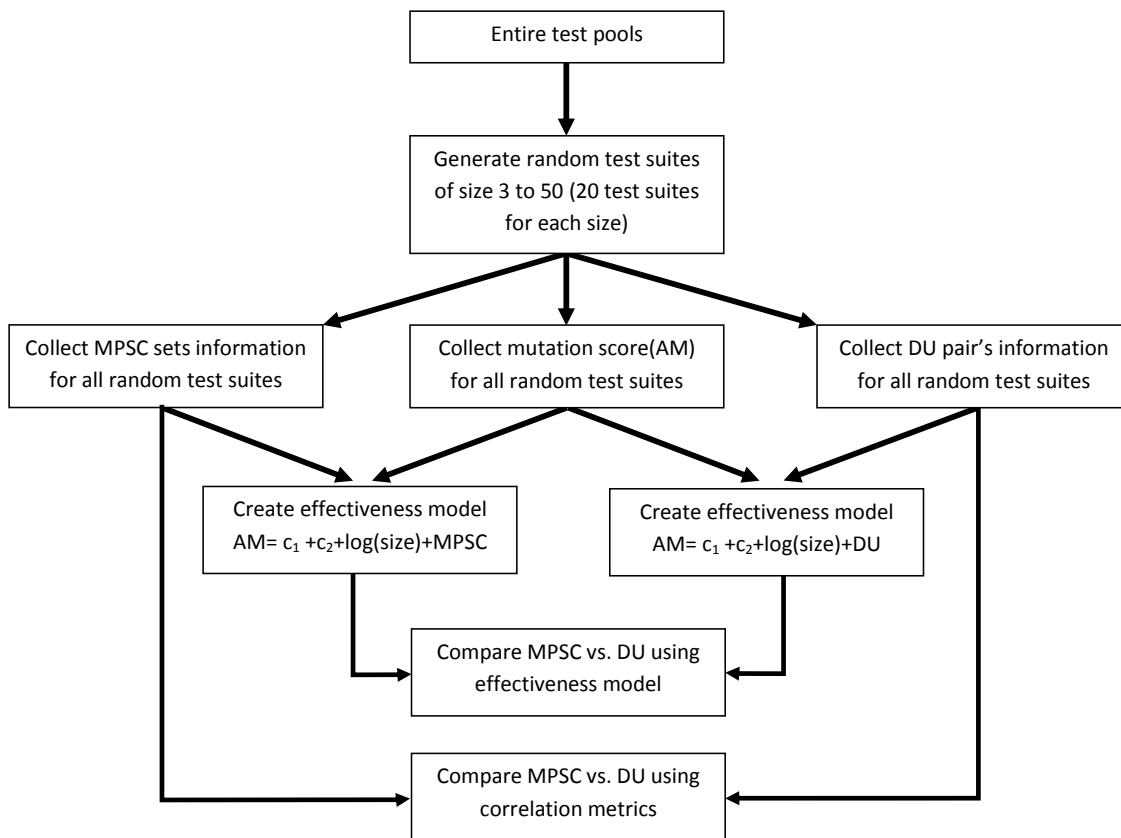 Entire test pools
Generate random test suites
of size 3 to 50 (20 test suites
for each size)
Collect MPSC sets information
for all random test suites
Collect mutation score(AM)
for all random test suites
Collect DU pair’s information
for all random test suites
Create effectiveness model
AM= c₁ +c₂+log(size)+MPSC
Create effectiveness model
AM= c₁ +c₂+log(size)+DU
Compare MPSC vs. DU using
effectiveness model
Compare MPSC vs. DU using
correlation metrics